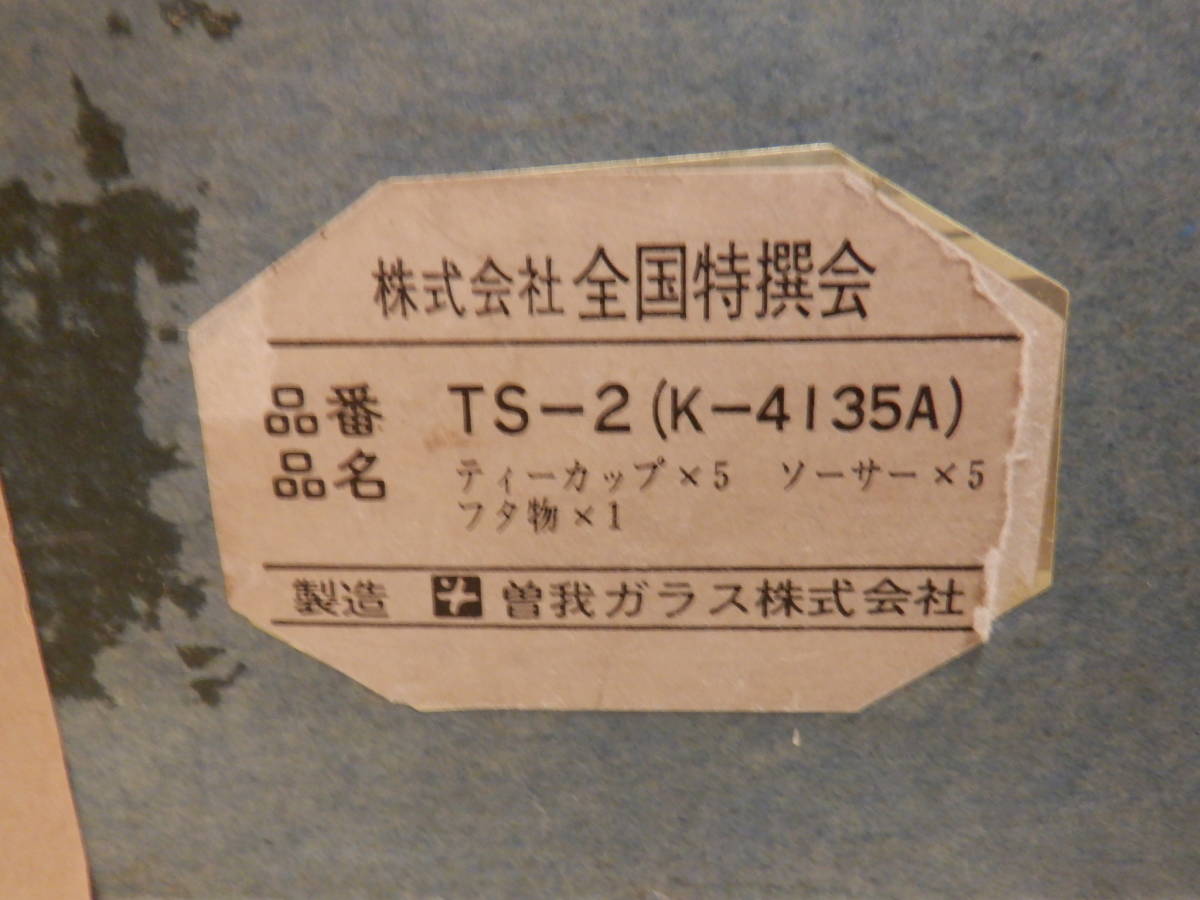 株式会社 全国特撰会
品番 TS-2 (K-4135A)
品名 ティーカップ×5 ソーサー×5
フタ物×1
製造 曽我ガラス株式会社